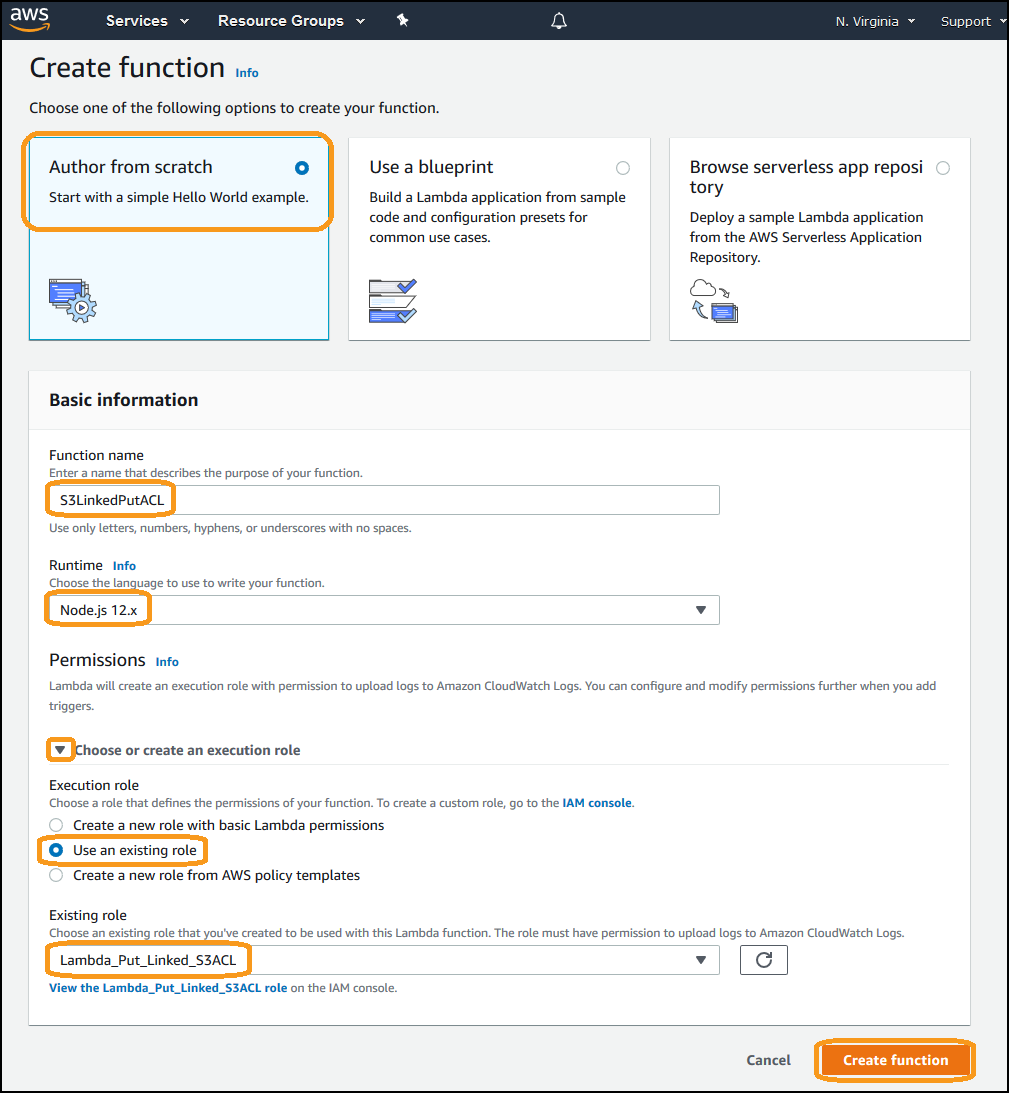 aws Services Resource Groups N. Virginia Support
Create function Info
Choose one of the following options to create your function.
Author from scratch
Start with a simple Hello World example.
Use a blueprint
Build a Lambda application from sample
code and configuration presets for
common use cases.
Browse serverless app reposi
tory
Deploy a sample Lambda application
from the AWS Serverless Application
Repository.
Basic information
Function name
Enter a name that describes the purpose of your function.
S3LinkedPutACL
Use only letters, numbers, hyphens, or underscores with no spaces.
Runtime Info
Choose the language to use to write your function.
Node.js 12.x
Permissions Info
Lambda will create an execution role with permission to upload logs to Amazon CloudWatch Logs. You can configure and modify permissions further when you add
triggers.
Choose or create an execution role
Execution role
Choose a role that defines the permissions of your function. To create a custom role, go to the IAM console.
Create a new role with basic Lambda permissions
Use an existing role
Create a new role from AWS policy templates
Existing role
Choose an existing role that you've created to be used with this Lambda function. The role must have permission to upload logs to Amazon CloudWatch Logs.
Lambda_Put_Linked_S3ACL
View the Lambda_Put_Linked_S3ACL role on the IAM console.
Cancel Create function